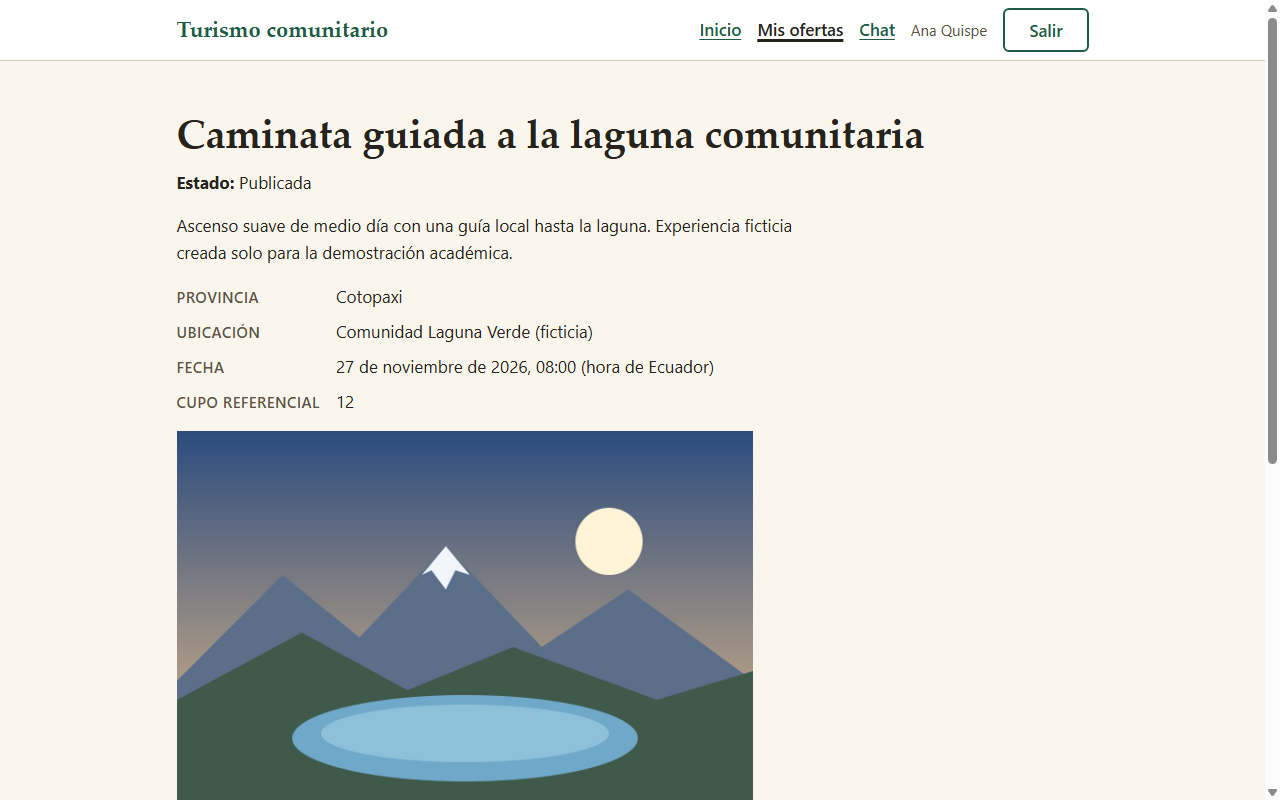 Turismo comunitario
Inicio Mis ofertas Chat Ana Quispe Salir
Caminata guiada a la laguna comunitaria
Estado: Publicada
Ascenso suave de medio día con una guía local hasta la laguna. Experiencia ficticia
creada solo para la demostración académica.
PROVINCIA Cotopaxi
UBICACIÓN Comunidad Laguna Verde (ficticia)
FECHA 27 de noviembre de 2026, 08:00 (hora de Ecuador)
CUPO REFERENCIAL 12